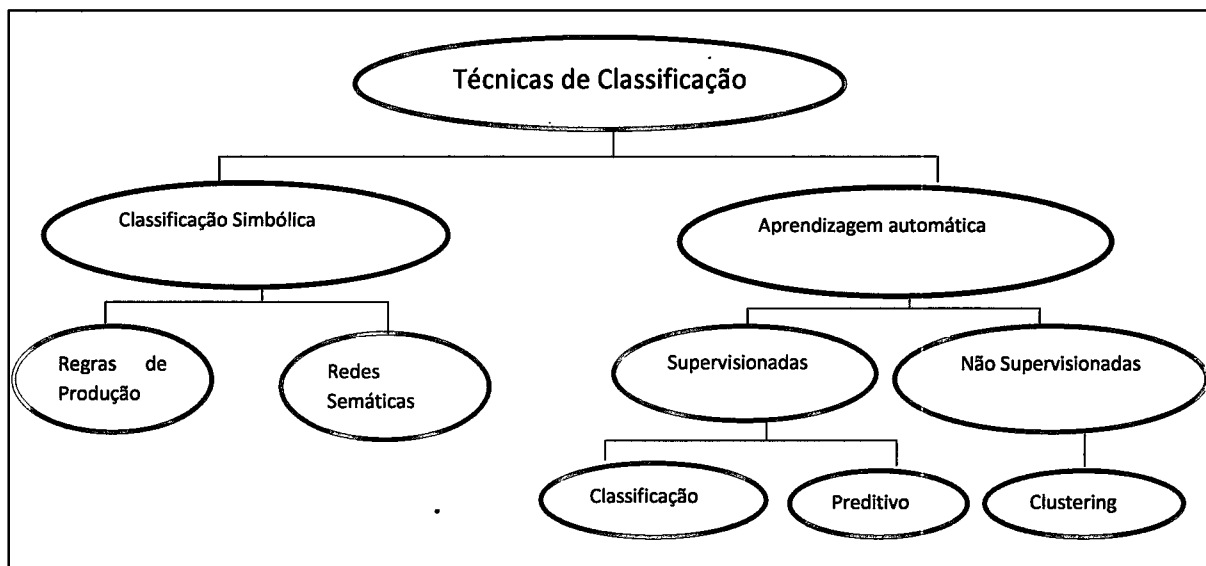 Técnicas de Classificação
Classificação Simbólica
Aprendizagem automática
Regras de
Produção
Redes
Semáticas
Supervisionadas
Não Supervisionadas
Classificação
Preditivo
Clustering